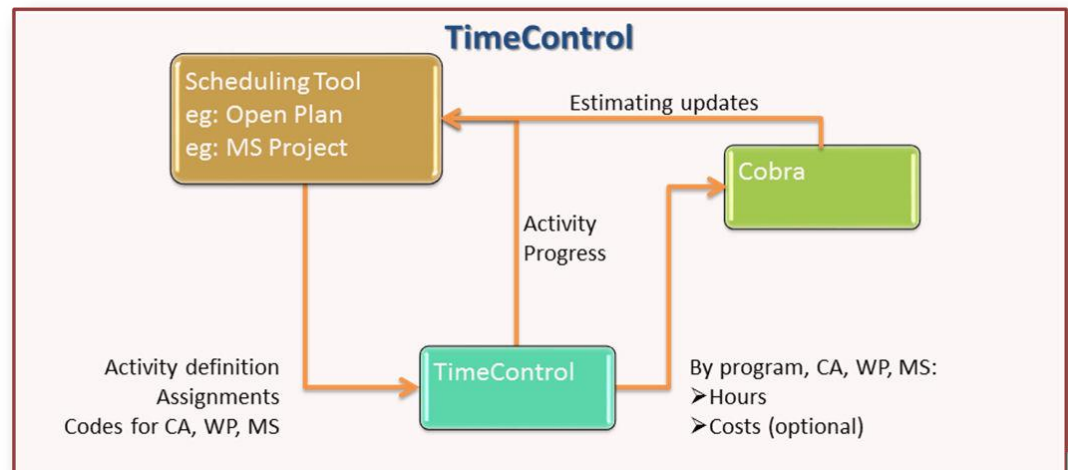 TimeControl
Scheduling Tool
eg: Open Plan
eg: MS Project
Estimating updates
Cobra
Activity
Progress
Activity definition
Assignments
Codes for CA, WP, MS
TimeControl
By program, CA, WP, MS:
➢Hours
➢Costs (optional)